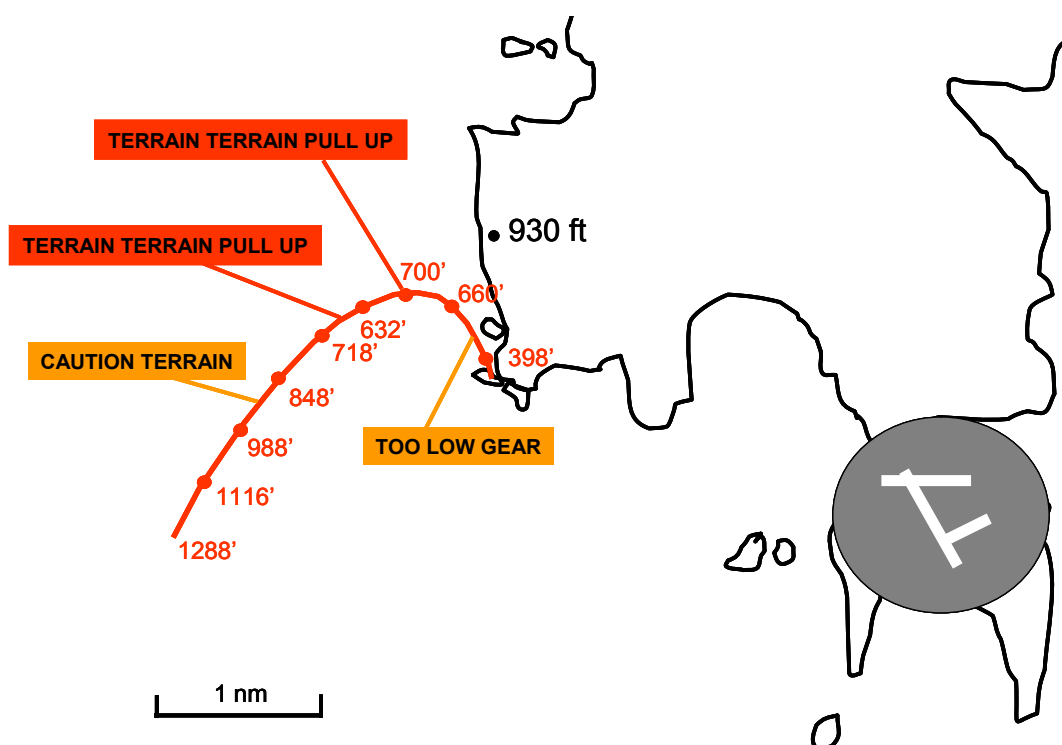 TERRAIN TERRAIN PULL UP
930 ft
TERRAIN TERRAIN PULL UP
700’
660’
632’
718’
398’
CAUTION TERRAIN
848’
988’
TOO LOW GEAR
1116’
1288’
1 nm